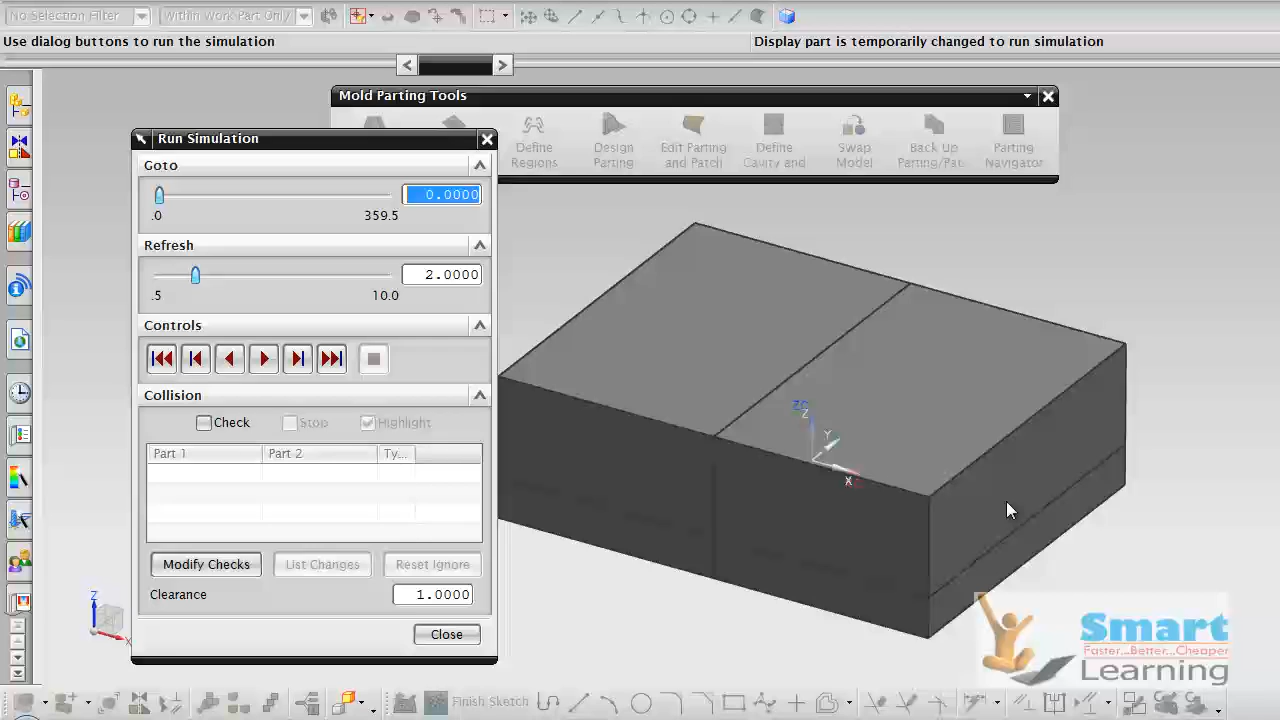 No Selection Filter
Within Work Part Only
Use dialog buttons to run the simulation
Display part is temporarily changed to run simulation
<
>
Mold Parting Tools
Define
Regions
Design
Parting
Edit Parting
and Patch
Define
Cavity and
Swap
Model
Back Up
Parting/Pat.
Parting
Navigator
Run Simulation
Goto
0.0000
.0
359.5
Refresh
2.0000
.5
10.0
Controls
Collision
Check
Stop
Highlight
Part 1
Part 2
Ty...
Modify Checks
List Changes
Reset Ignore
Clearance
1.0000
Close
ZC
Z
Y
X
Z
X
Smart
Faster,..Better,..Cheaper
Learning
Finish Sketch